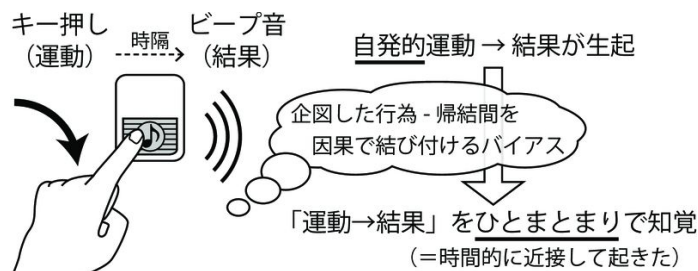 キー押し
（運動）
時隔
ビープ音
（結果）
自発的運動 → 結果が生起
企図した行為 - 帰結間を
因果で結び付けるバイアス
「運動→結果」をひとまとまりで知覚
（＝時間的に近接して起きた）